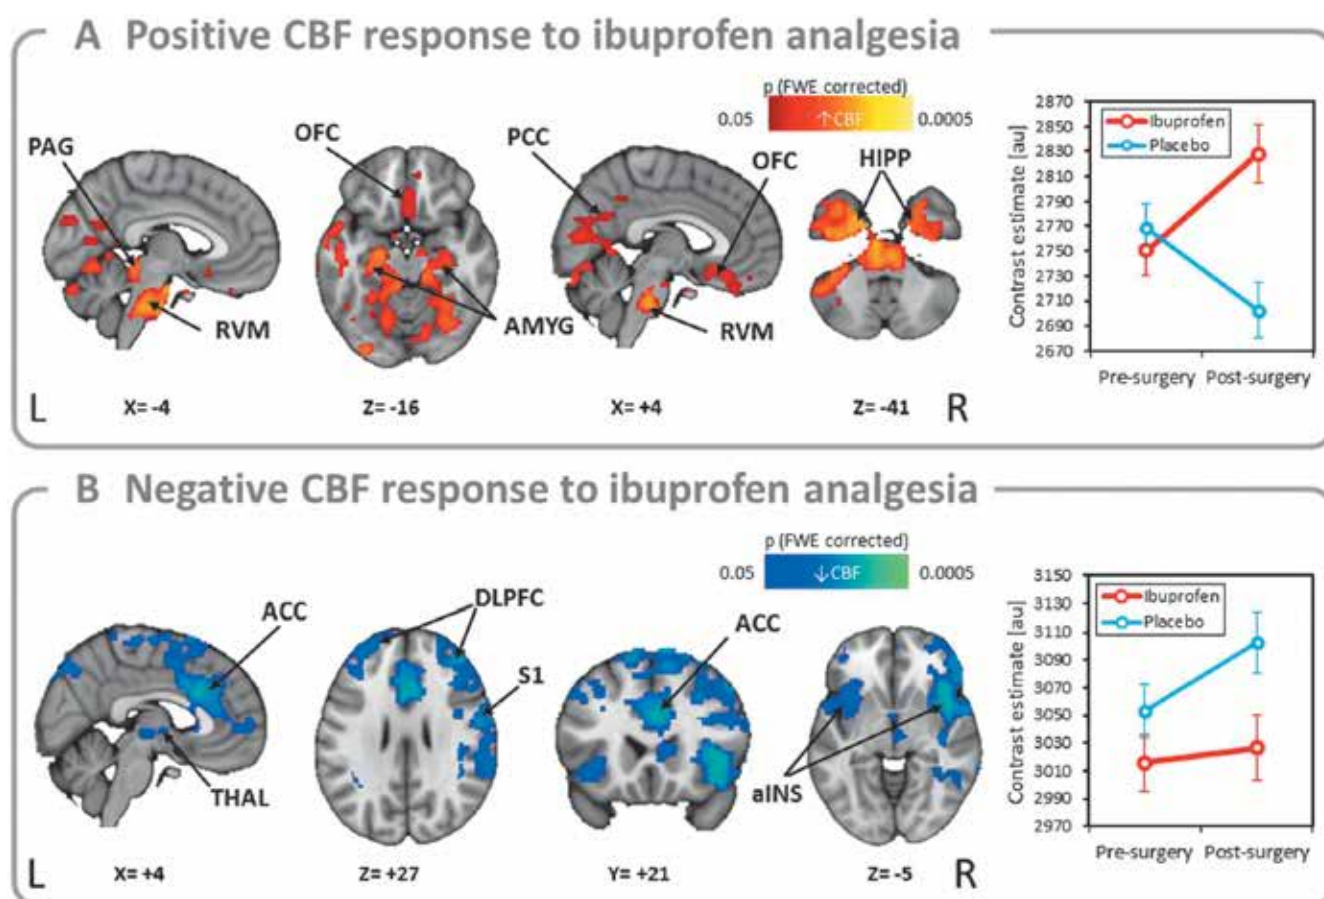 A Positive CBF response to ibuprofen analgesia
p (FWE corrected)
0.05 ↑CBF 0.0005
PAG
OFC
PCC
OFC
HIPP
RVM
AMYG
RVM
L X= -4 Z= -16 X= +4 Z= -41 R
Contrast estimate [au]
2870
2850
2830
2810
2790
2770
2750
2730
2710
2690
2670
Ibuprofen
Placebo
Pre-surgery Post-surgery
B Negative CBF response to ibuprofen analgesia
p (FWE corrected)
0.05 ↓CBF 0.0005
ACC
DLPFC
S1
ACC
THAL
aINS
L X= +4 Z= +27 Y= +21 Z= -5 R
Contrast estimate [au]
3150
3130
3110
3090
3070
3050
3030
3010
2990
2970
Ibuprofen
Placebo
Pre-surgery Post-surgery